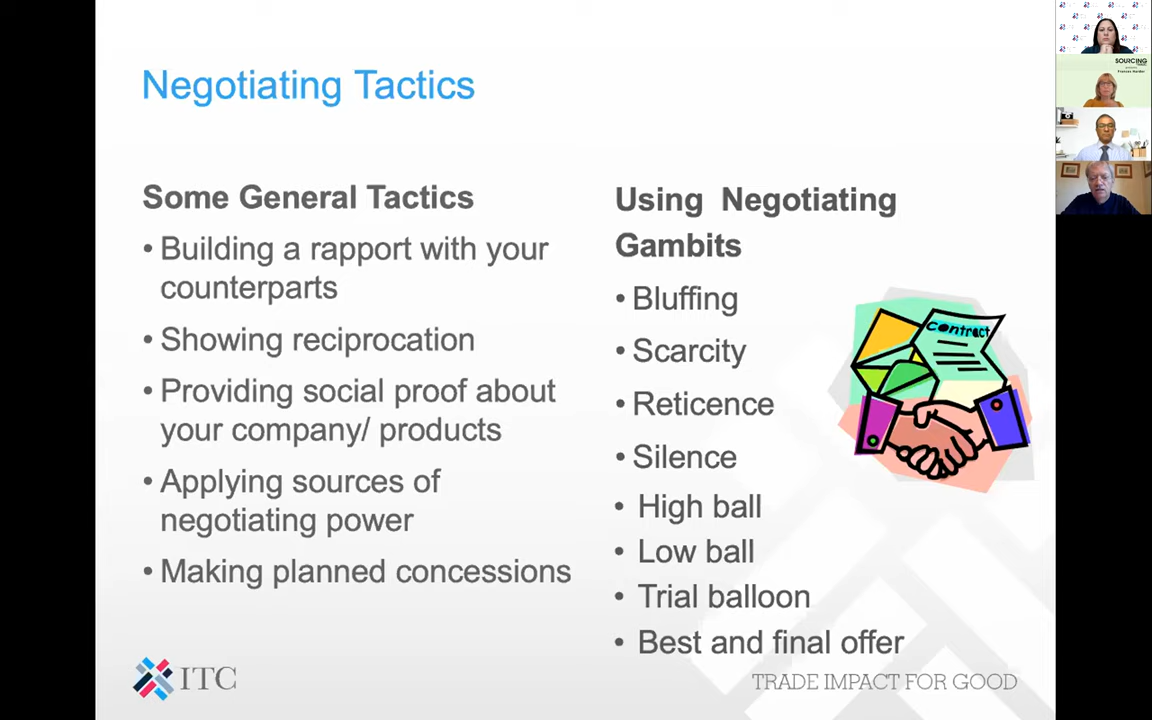 Negotiating Tactics
Some General Tactics
• Building a rapport with your
counterparts
• Showing reciprocation
• Providing social proof about
your company/ products
• Applying sources of
negotiating power
• Making planned concessions
Using Negotiating
Gambits
• Bluffing
• Scarcity
• Reticence
• Silence
• High ball
• Low ball
• Trial balloon
• Best and final offer
contract
ITC
TRADE IMPACT FOR GOOD
SOURCING
Frances Harder